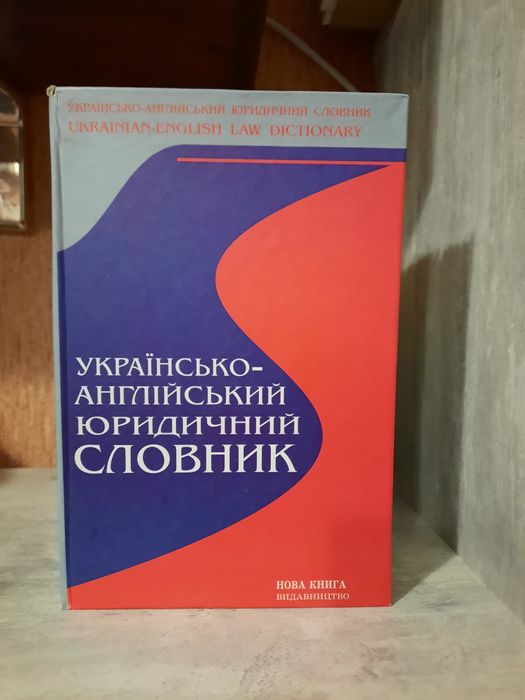 УКРАЇНСЬКО-АНГЛІЙСЬКИЙ ЮРИДИЧНИЙ СЛОВНИК
UKRAINIAN-ENGLISH LAW DICTIONARY
УКРАЇНСЬКО-
АНГЛІЙСЬКИЙ
ЮРИДИЧНИЙ
СЛОВНИК
НОВА КНИГА
ВИДАВНИЦТВО